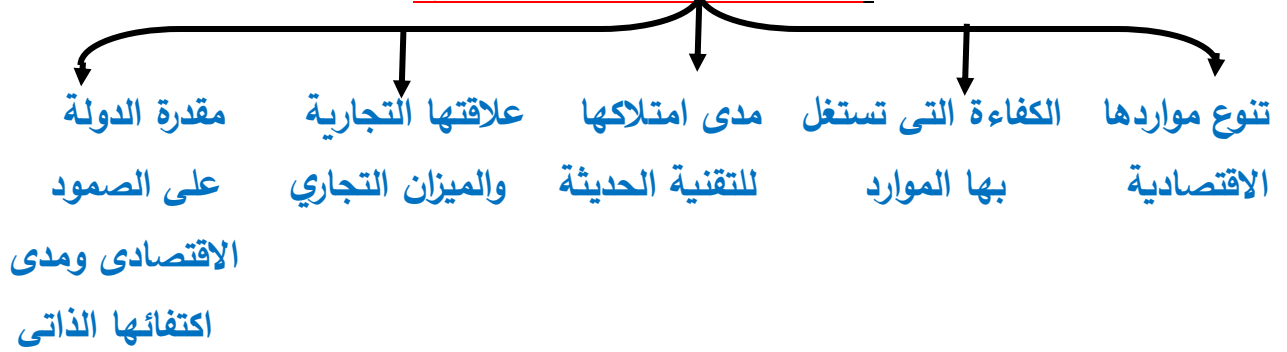 تنوع مواردها
الاقتصادية
الكفاءة التى تستغل
بها الموارد
مدى امتلاكها
للتقنية الحديثة
علاقتها التجارية
والميزان التجاري
مقدرة الدولة
على الصمود
الاقتصادى ومدى
اكتفائها الذاتى